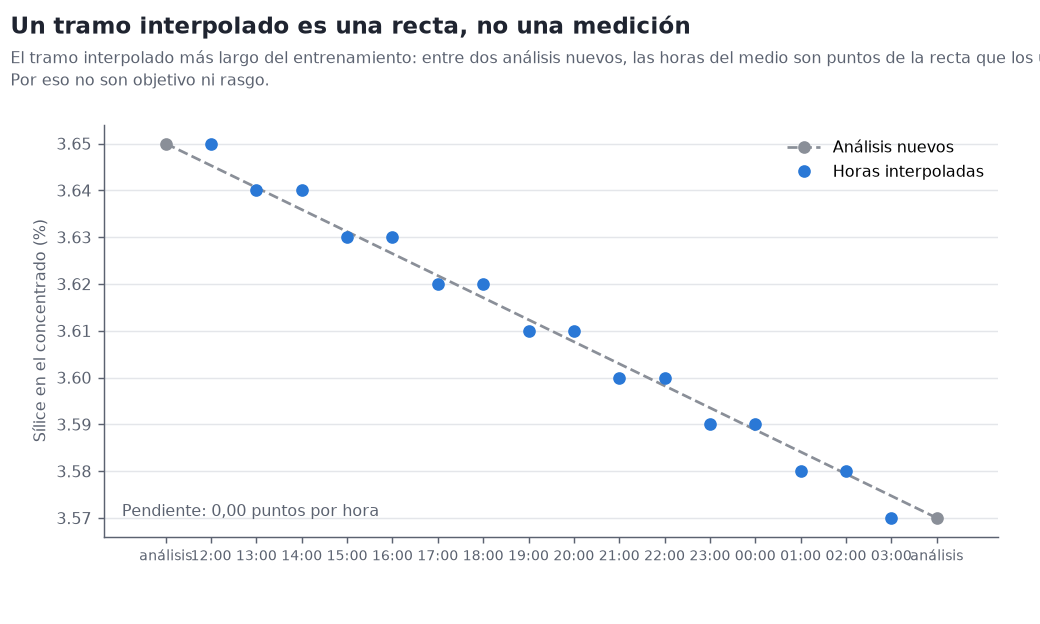 Un tramo interpolado es una recta, no una medición
El tramo interpolado más largo del entrenamiento: entre dos análisis nuevos, las horas del medio son puntos de la recta que los
Por eso no son objetivo ni rasgo.
Análisis nuevos
Horas interpoladas
Sílice en el concentrado (%)
3.65
3.64
3.63
3.62
3.61
3.60
3.59
3.58
3.57
Pendiente: 0,00 puntos por hora
análisis 12:00 13:00 14:00 15:00 16:00 17:00 18:00 19:00 20:00 21:00 22:00 23:00 00:00 01:00 02:00 03:00 análisis